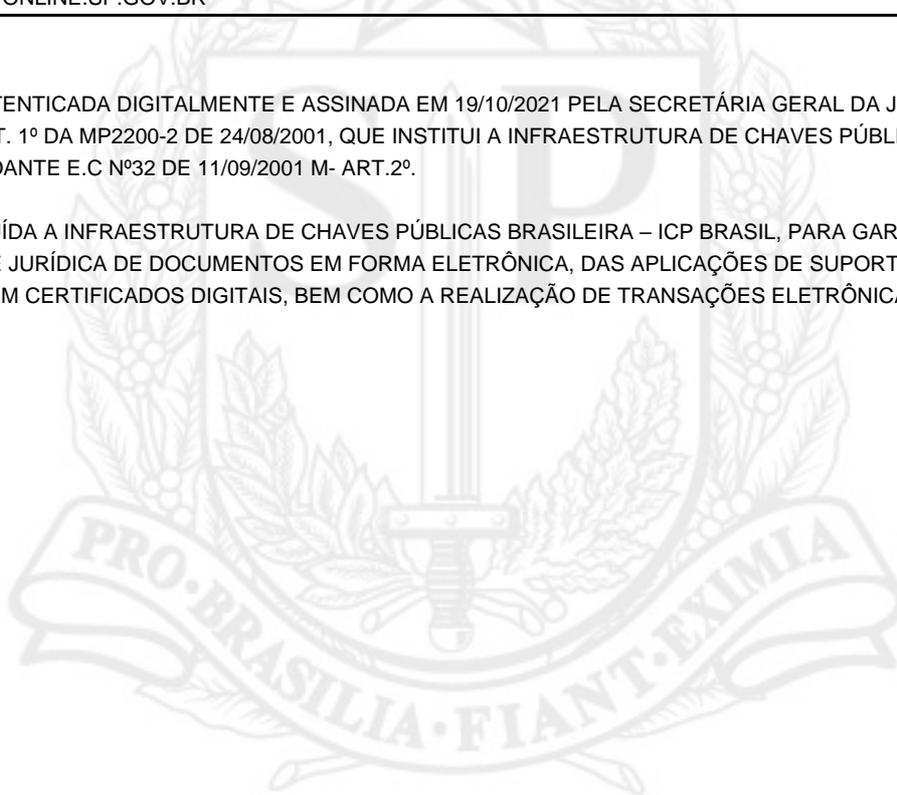 ONLINE.SP.GOV.BR
TENTICADA DIGITALMENTE E ASSINADA EM 19/10/2021 PELA SECRETÁRIA GERAL DA J
T. 1º DA MP2200-2 DE 24/08/2001, QUE INSTITUI A INFRAESTRUTURA DE CHAVES PÚBL
DANTE E.C Nº32 DE 11/09/2001 M- ART.2º.
ÍDA A INFRAESTRUTURA DE CHAVES PÚBLICAS BRASILEIRA – ICP BRASIL, PARA GAR
E JURÍDICA DE DOCUMENTOS EM FORMA ELETRÔNICA, DAS APLICAÇÕES DE SUPORT
M CERTIFICADOS DIGITAIS, BEM COMO A REALIZAÇÃO DE TRANSAÇÕES ELETRÔNICA
SP
PRO·BRASILIA·FIANT·EXIMIA